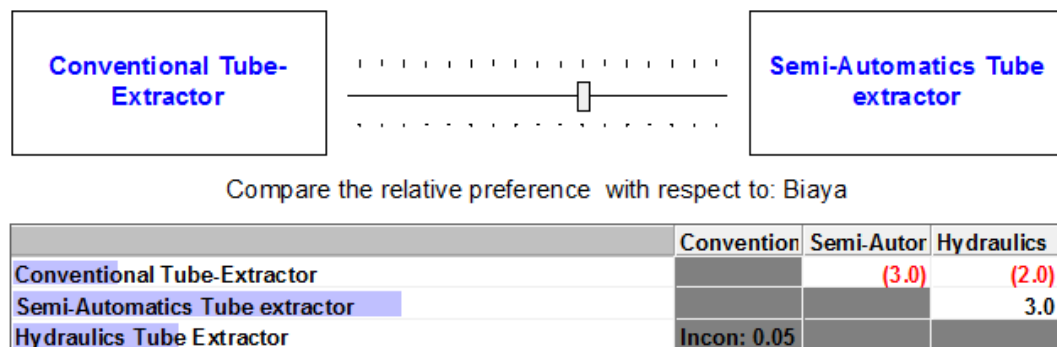 Conventional Tube-
Extractor
Semi-Automatics Tube
extractor
Compare the relative preference with respect to: Biaya
Convention Semi-Autor Hydraulics
Conventional Tube-Extractor (3.0) (2.0)
Semi-Automatics Tube extractor 3.0
Hydraulics Tube Extractor Incon: 0.05